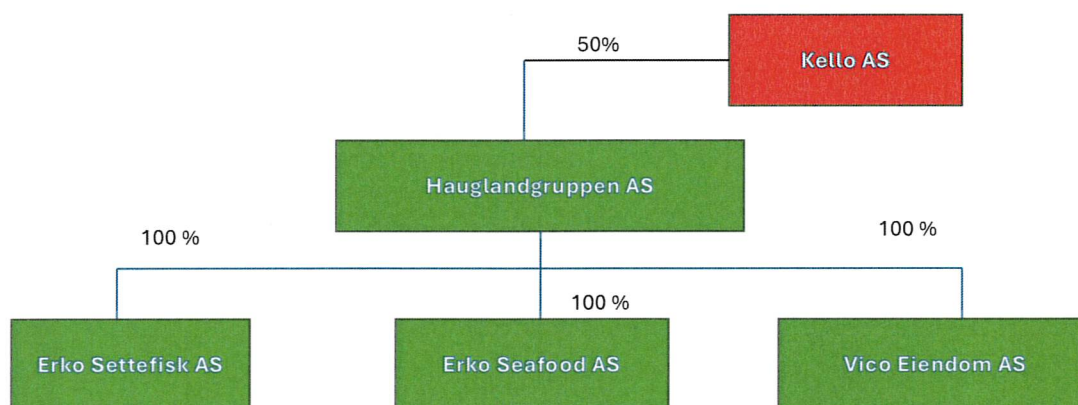 50%
Kello AS
Hauglandgruppen AS
100 %
100 %
100 %
Erko Settefisk AS
Erko Seafood AS
Vico Eiendom AS